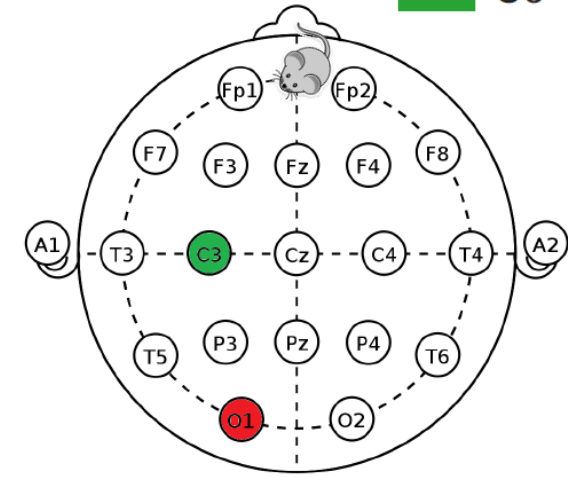 Fp1 Fp2
F7 F3 Fz F4 F8
A1 T3 C3 Cz C4 T4 A2
T5 P3 Pz P4 T6
O1 O2